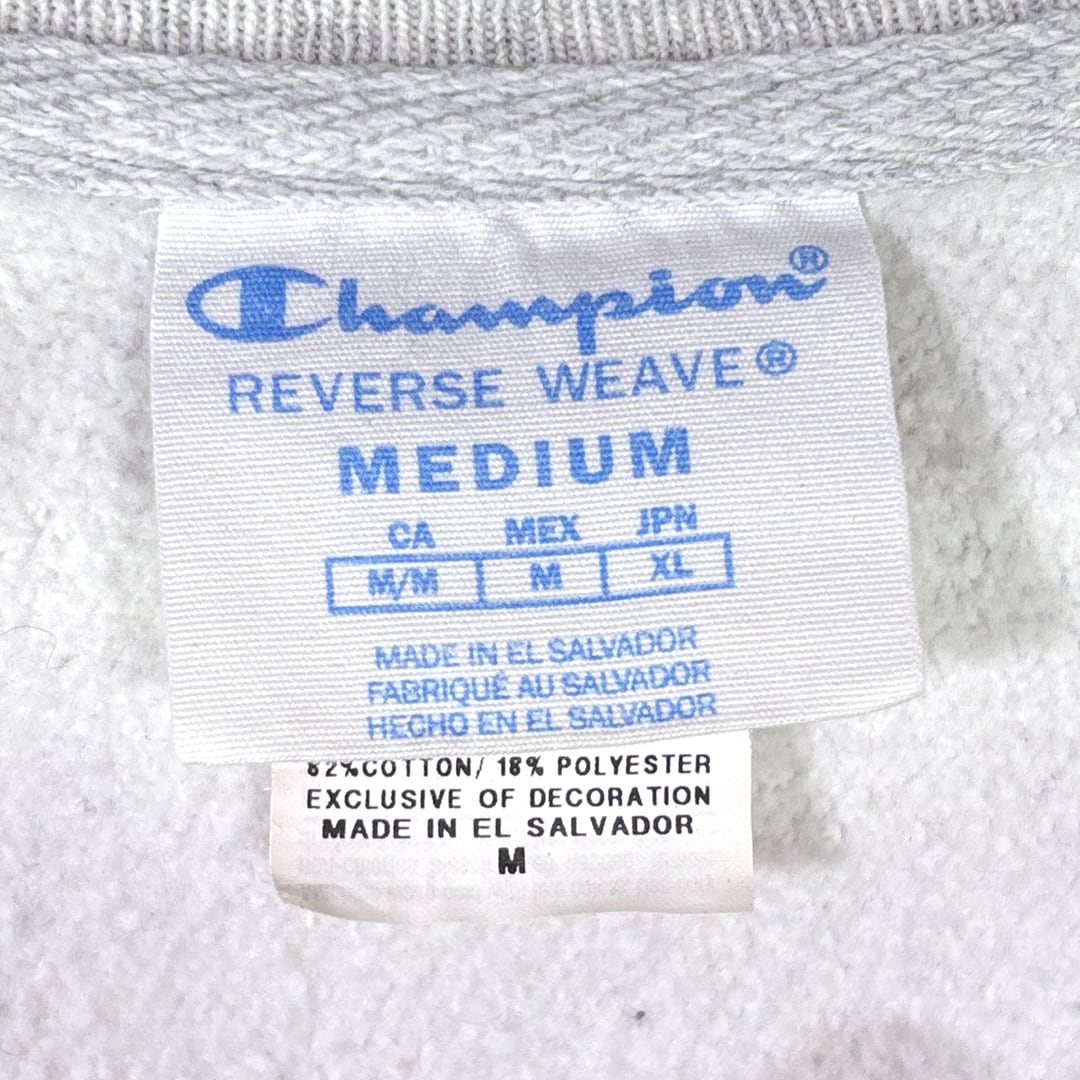 Champion®
REVERSE WEAVE®
MEDIUM
CA MEX JPN
M/M M XL
MADE IN EL SALVADOR
FABRIQUÉ AU SALVADOR
HECHO EN EL SALVADOR
82%COTTON/ 18% POLYESTER
EXCLUSIVE OF DECORATION
MADE IN EL SALVADOR
M